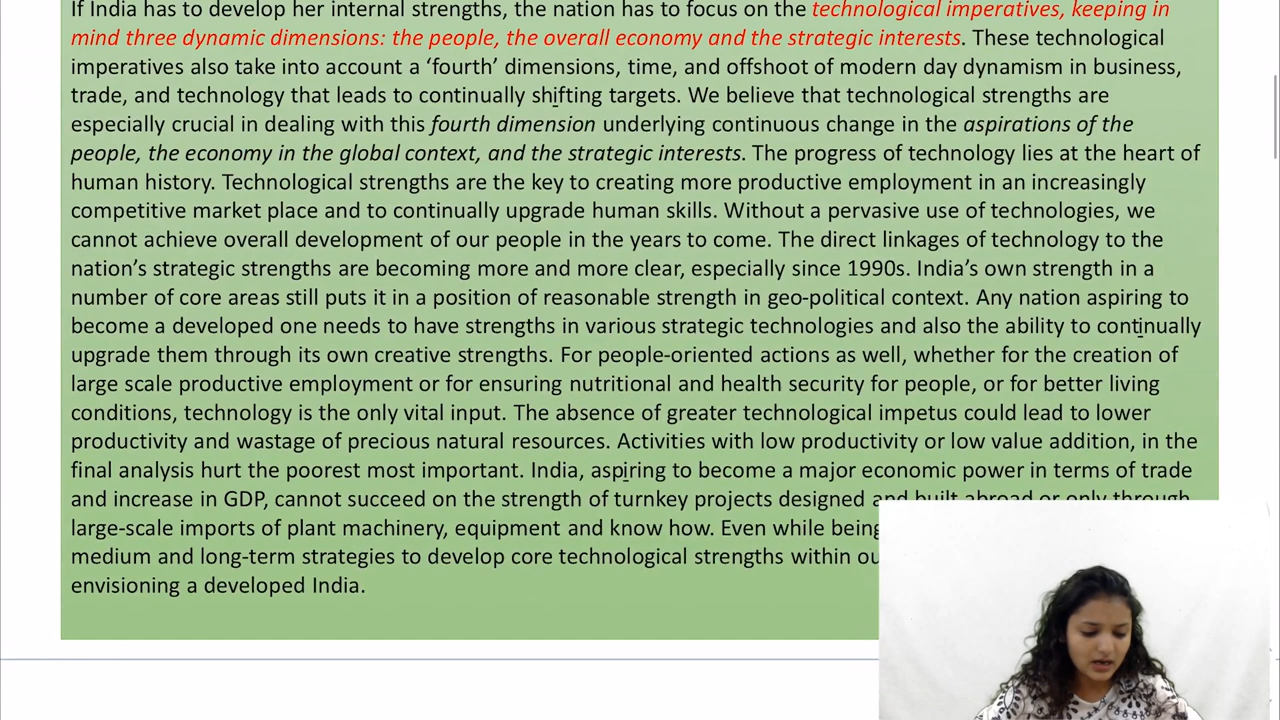 If India has to develop her internal strengths, the nation has to focus on the technological imperatives, keeping in
mind three dynamic dimensions: the people, the overall economy and the strategic interests. These technological
imperatives also take into account a ‘fourth’ dimensions, time, and offshoot of modern day dynamism in business,
trade, and technology that leads to continually shifting targets. We believe that technological strengths are
especially crucial in dealing with this fourth dimension underlying continuous change in the aspirations of the
people, the economy in the global context, and the strategic interests. The progress of technology lies at the heart of
human history. Technological strengths are the key to creating more productive employment in an increasingly
competitive market place and to continually upgrade human skills. Without a pervasive use of technologies, we
cannot achieve overall development of our people in the years to come. The direct linkages of technology to the
nation’s strategic strengths are becoming more and more clear, especially since 1990s. India’s own strength in a
number of core areas still puts it in a position of reasonable strength in geo-political context. Any nation aspiring to
become a developed one needs to have strengths in various strategic technologies and also the ability to continually
upgrade them through its own creative strengths. For people-oriented actions as well, whether for the creation of
large scale productive employment or for ensuring nutritional and health security for people, or for better living
conditions, technology is the only vital input. The absence of greater technological impetus could lead to lower
productivity and wastage of precious natural resources. Activities with low productivity or low value addition, in the
final analysis hurt the poorest most important. India, aspiring to become a major economic power in terms of trade
and increase in GDP, cannot succeed on the strength of turnkey projects designed and built abroad or only through
large-scale imports of plant machinery, equipment and know how. Even while being
medium and long-term strategies to develop core technological strengths within
envisioning a developed India.